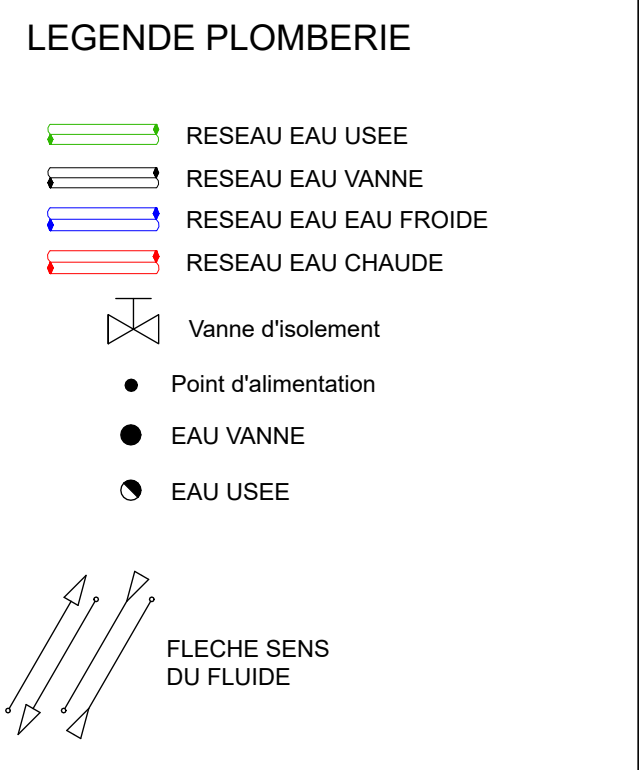 LEGENDE PLOMBERIE
RESEAU EAU USEE
RESEAU EAU VANNE
RESEAU EAU EAU FROIDE
RESEAU EAU CHAUDE
Vanne d'isolement
Point d'alimentation
EAU VANNE
EAU USEE
FLECHE SENS
DU FLUIDE